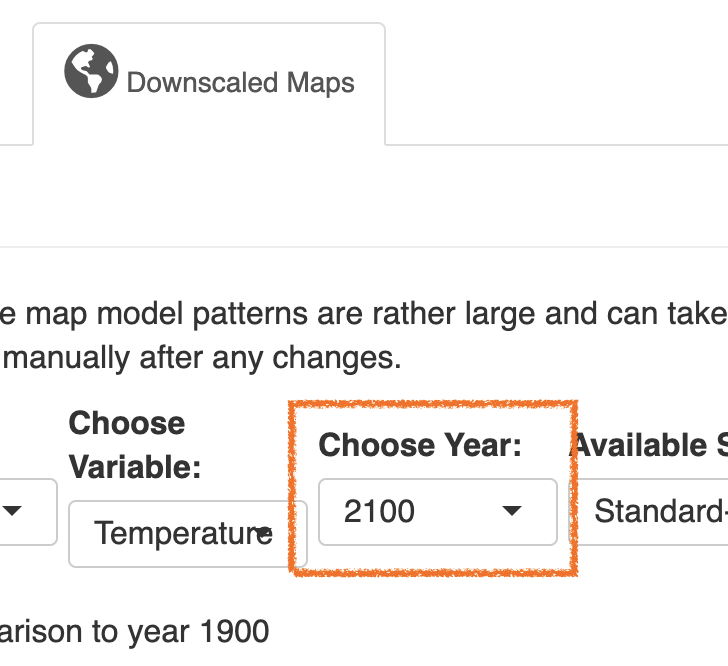 Downscaled Maps
e map model patterns are rather large and can take
manually after any changes.
Choose
Variable:
Choose Year:
Available S
Temperature
2100
Standard-
arison to year 1900